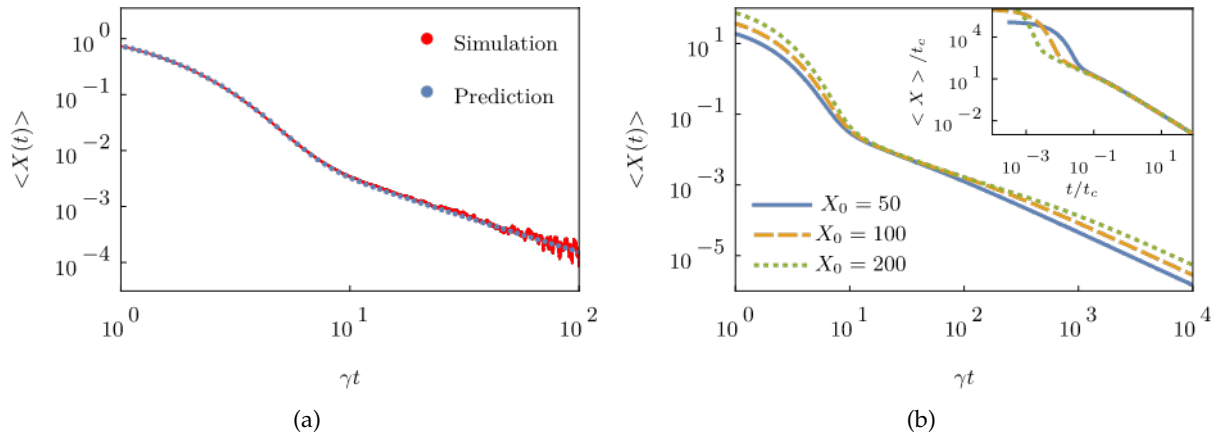 10^0
10^{-1}
10^{-2}
10^{-3}
10^{-4}
<X(t)>
Simulation
Prediction
10^0
10^1
10^2
γt
(a)
10^1
10^{-1}
10^{-3}
10^{-5}
<X(t)>
X_0 = 50
X_0 = 100
X_0 = 200
10^0
10^1
10^2
10^3
10^4
γt
10^4
10^1
10^{-2}
< X > /t_c
10^{-3}
10^{-1}
10^1
t/t_c
(b)